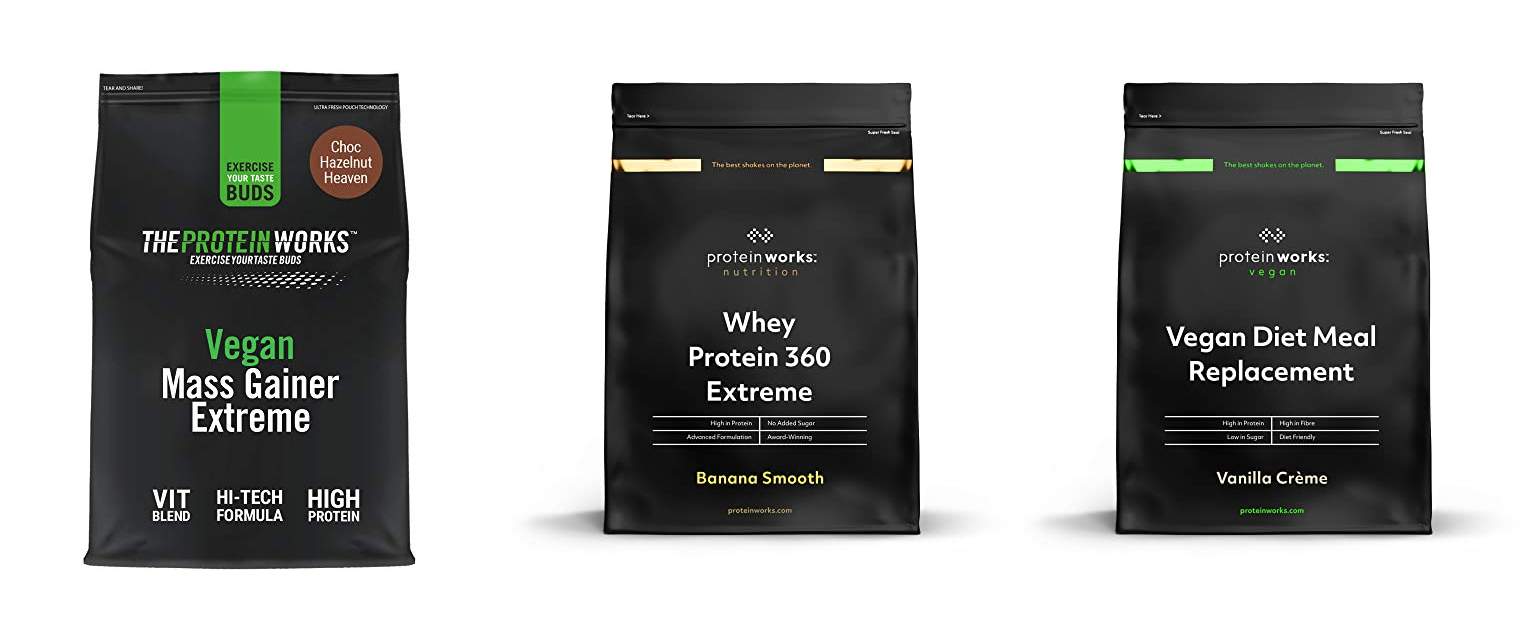 TEAR AND SHARE!
ULTRA FRESH POUCH TECHNOLOGY
EXERCISE
YOUR TASTE
BUDS
Choc
Hazelnut
Heaven
THE PROTEIN WORKS™
EXERCISE YOUR TASTE BUDS
Vegan
Mass Gainer
Extreme
VIT
BLEND
HI-TECH
FORMULA
HIGH
PROTEIN
Tear Here >
Super Fresh Seal
The best shakes on the planet.
protein works:
nutrition
Whey
Protein 360
Extreme
High in Protein No Added Sugar
Advanced Formulation Award-Winning
Banana Smooth
proteinworks.com
Tear Here >
Super Fresh Seal
The best shakes on the planet.
protein works:
vegan
Vegan Diet Meal
Replacement
High in Protein High in Fibre
Low in Sugar Diet Friendly
Vanilla Crème
proteinworks.com